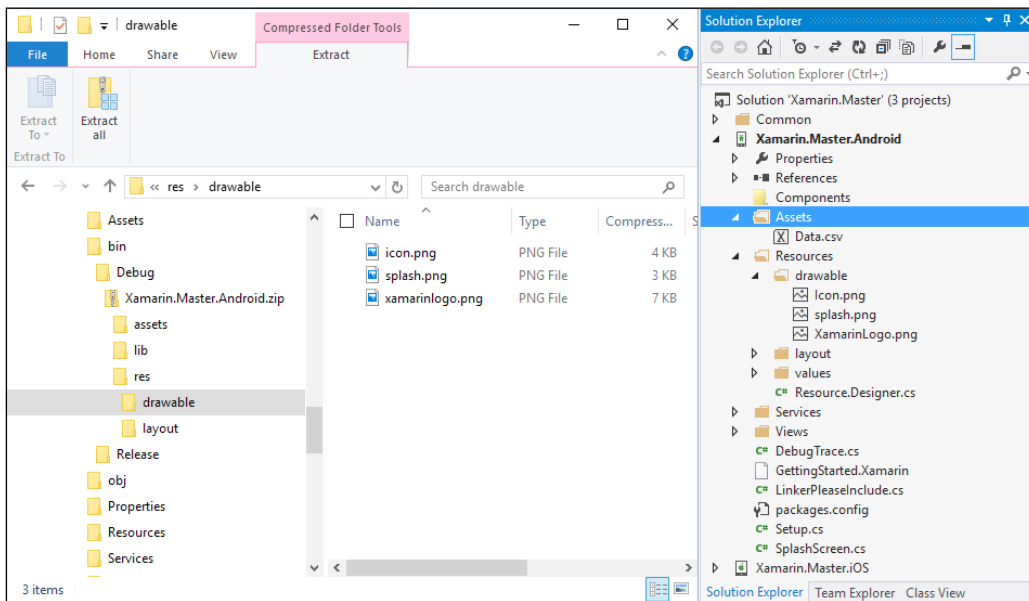 drawable
Compressed Folder Tools
File
Home
Share
View
Extract
Extract
To
Extract
all
Extract To
« res › drawable
Search drawable
Assets
bin
Debug
Xamarin.Master.Android.zip
assets
lib
res
drawable
layout
Release
obj
Properties
Resources
Services
Name
Type
Compress...
S
icon.png
PNG File
4 KB
splash.png
PNG File
3 KB
xamarinlogo.png
PNG File
7 KB
3 items
Solution Explorer
Search Solution Explorer (Ctrl+;)
Solution 'Xamarin.Master' (3 projects)
Common
Xamarin.Master.Android
Properties
References
Components
Assets
Data.csv
Resources
drawable
Icon.png
splash.png
XamarinLogo.png
layout
values
C# Resource.Designer.cs
Services
Views
C# DebugTrace.cs
GettingStarted.Xamarin
C# LinkerPleaseInclude.cs
packages.config
C# Setup.cs
C# SplashScreen.cs
Xamarin.Master.iOS
Solution Explorer
Team Explorer
Class View